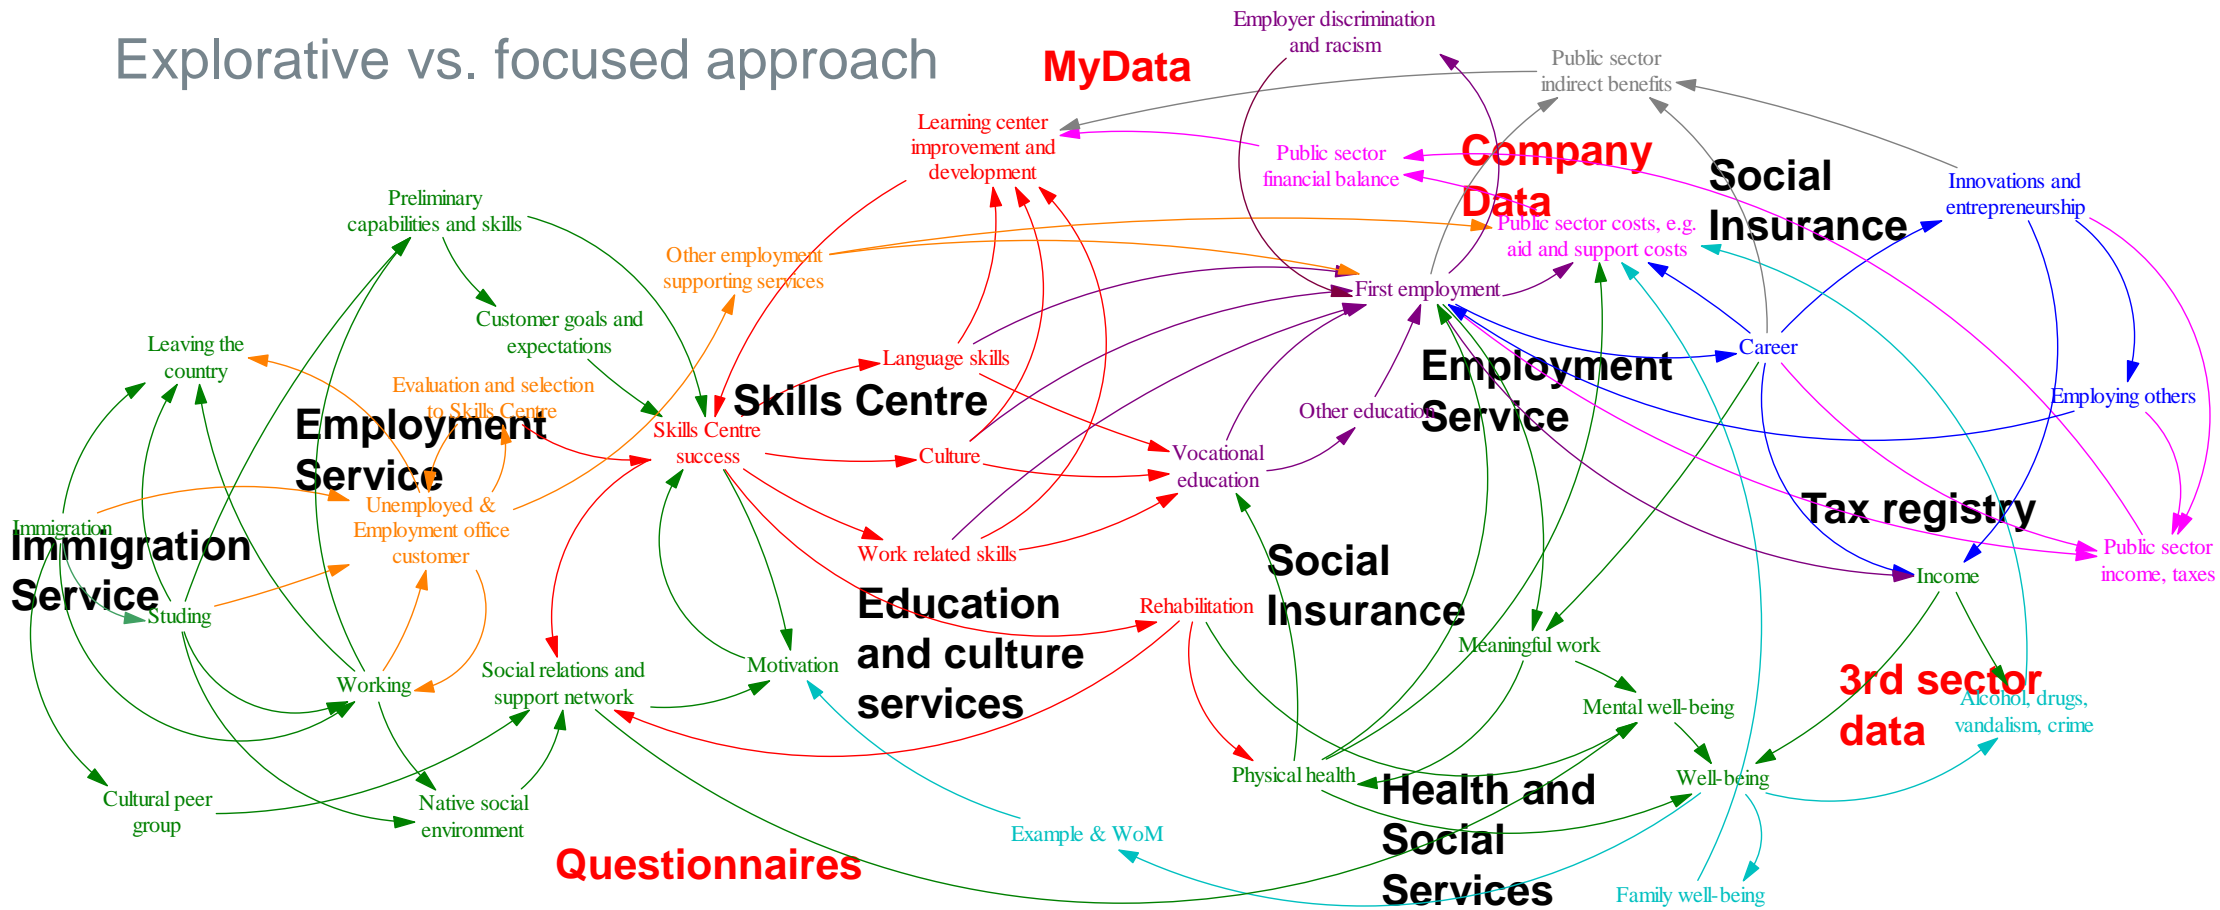 Explorative vs. focused approach
MyData
Employer discrimination
and racism
Public sector
indirect benefits
Learning center
improvement and
development
Public sector
financial balance
Company
Data
Social
Insurance
Innovations and
entrepreneurship
Preliminary
capabilities and skills
Other employment
supporting services
Public sector costs, e.g.
aid and support costs
First employment
Customer goals and
expectations
Leaving the
country
Language skills
Career
Evaluation and selection
to Skills Centre
Employment
Service
Skills Centre
Skills Centre
success
Culture
Other education
Employment
Service
Employing others
Vocational
education
Unemployed &
Employment office
customer
Immigration
Immigration
Service
Studing
Work related skills
Tax registry
Public sector
income, taxes
Income
Social
Insurance
Education
and culture
services
Rehabilitation
Meaningful work
Working
Social relations and
support network
Motivation
Mental well-being
3rd sector
data
Alcohol, drugs,
vandalism, crime
Physical health
Well-being
Health and
Social
Services
Cultural peer
group
Native social
environment
Example & WoM
Questionnaires
Family well-being